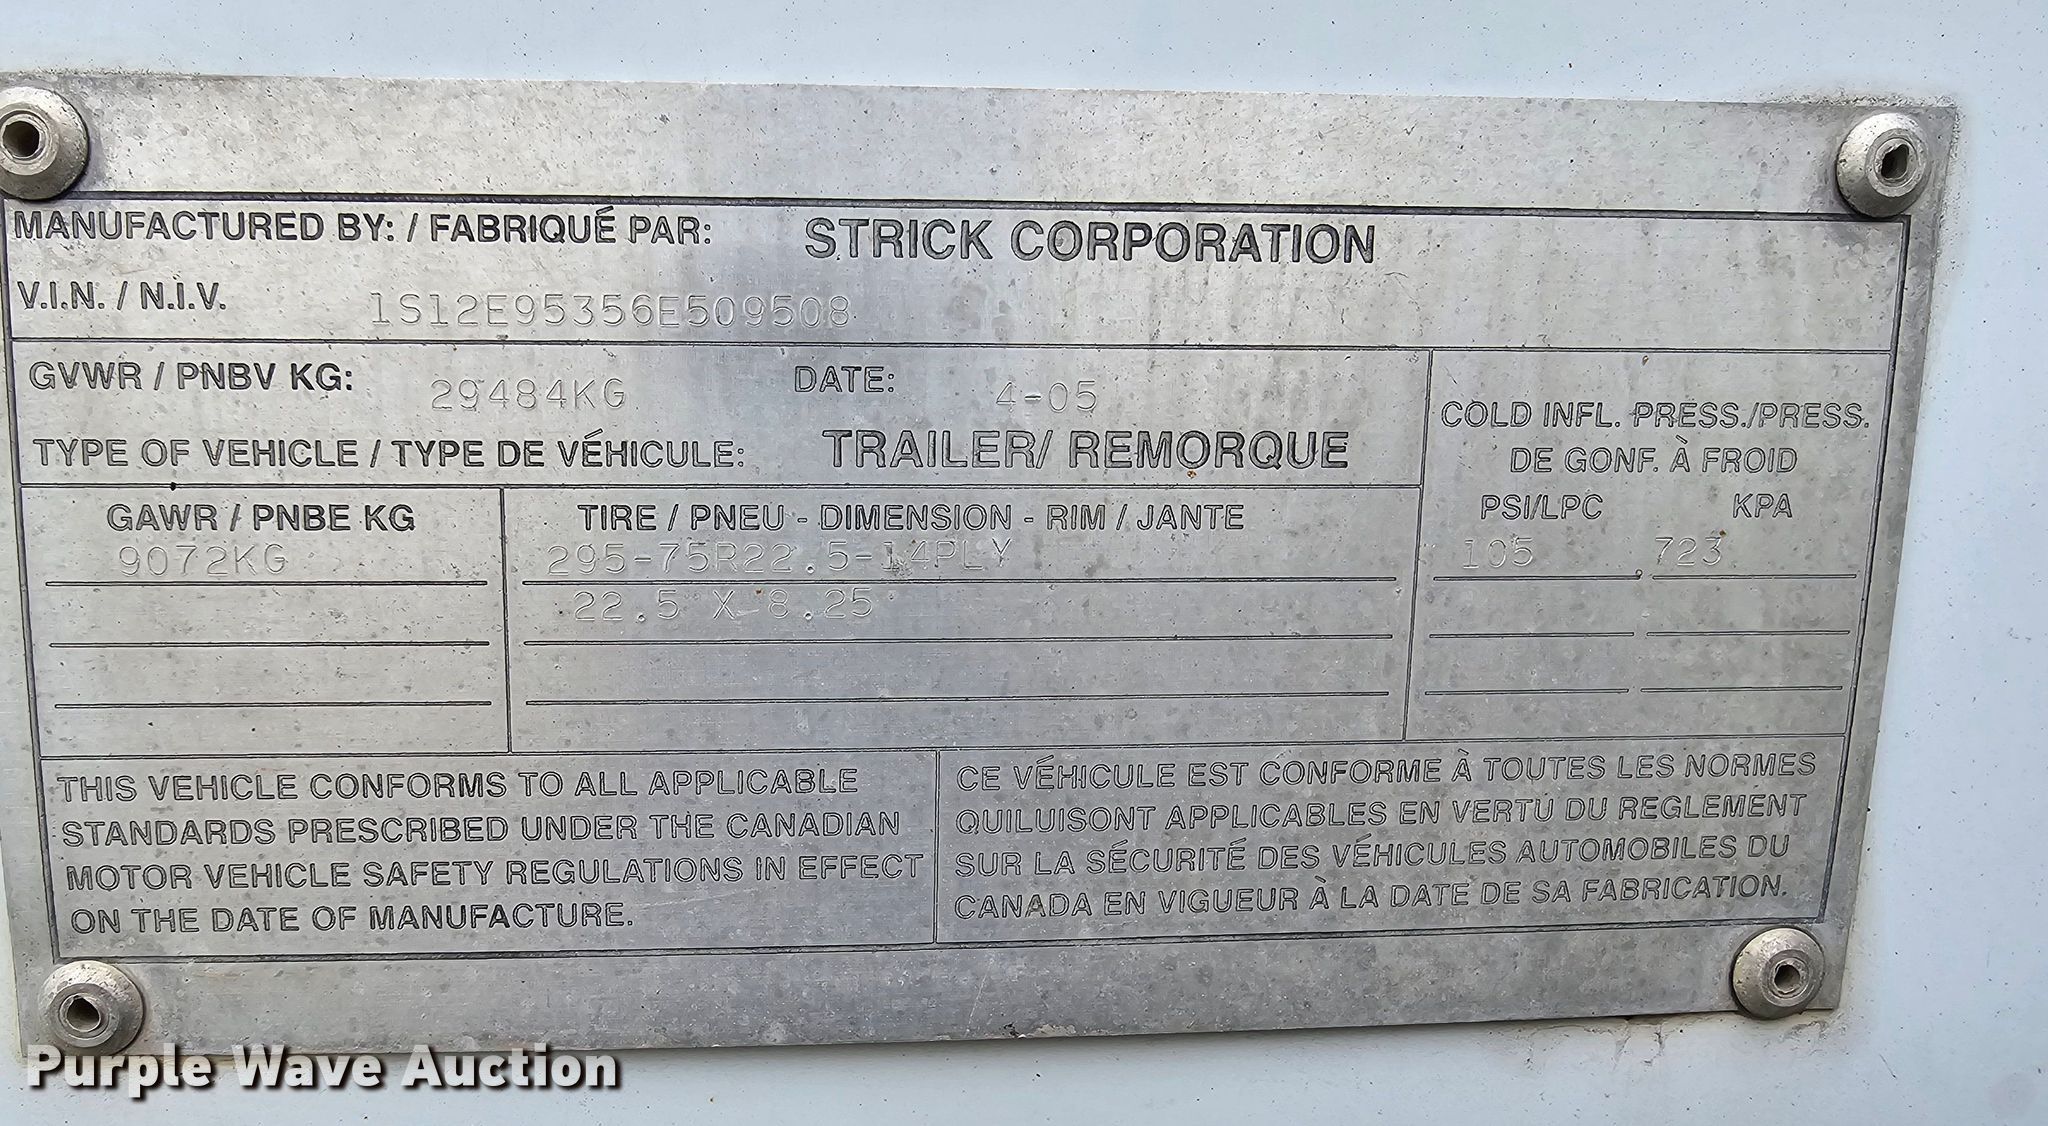 MANUFACTURED BY: / FABRIQUÉ PAR: STRICK CORPORATION
V.I.N. / N.I.V. 1S12E95356E509508
GVWR / PNBV KG: 29484KG DATE: 4-05
TYPE OF VEHICLE / TYPE DE VÉHICULE: TRAILER/ REMORQUE
COLD INFL. PRESS./PRESS.
DE GONF. À FROID
PSI/LPC KPA
GAWR / PNBE KG TIRE / PNEU - DIMENSION - RIM / JANTE
9072KG 295-75R22.5-14PLY 105 723
22.5 X 8.25
THIS VEHICLE CONFORMS TO ALL APPLICABLE
STANDARDS PRESCRIBED UNDER THE CANADIAN
MOTOR VEHICLE SAFETY REGULATIONS IN EFFECT
ON THE DATE OF MANUFACTURE.
CE VÉHICULE EST CONFORME À TOUTES LES NORMES
QUILUISONT APPLICABLES EN VERTU DU REGLEMENT
SUR LA SÉCURITÉ DES VÉHICULES AUTOMOBILES DU
CANADA EN VIGUEUR À LA DATE DE SA FABRICATION.
Purple Wave Auction